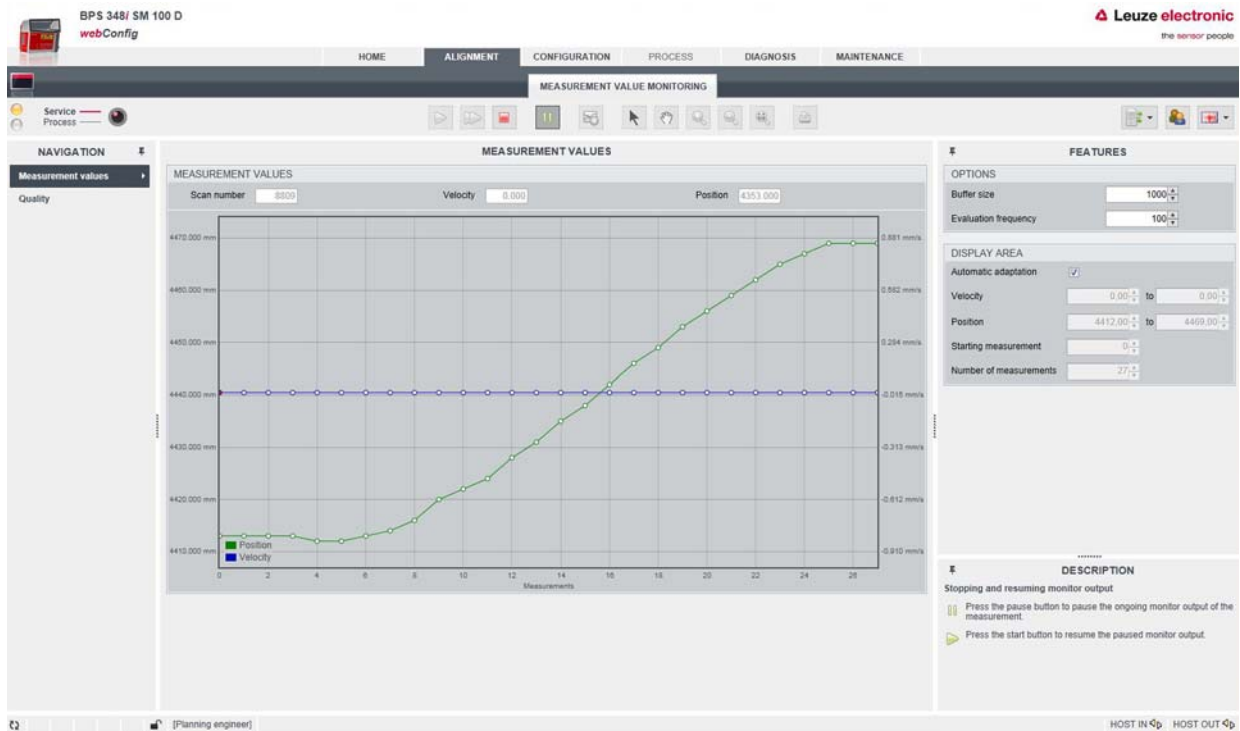 BPS 348i SM 100 D
webConfig
Leuze electronic
the sensor people
HOME ALIGNMENT CONFIGURATION PROCESS DIAGNOSIS MAINTENANCE
MEASUREMENT VALUE MONITORING
Service
Process
NAVIGATION
Measurement values
Quality
MEASUREMENT VALUES
MEASUREMENT VALUES
Scan number 8809 Velocity 0.000 Position 4353.000
4470.000 mm 0.881 mm/s
4460.000 mm 0.582 mm/s
4450.000 mm 0.284 mm/s
4440.000 mm -0.015 mm/s
4430.000 mm -0.313 mm/s
4420.000 mm -0.612 mm/s
4410.000 mm -0.910 mm/s
Position
Velocity
0 2 4 6 8 10 12 14 16 18 20 22 24 26
Measurements
FEATURES
OPTIONS
Buffer size 1000
Evaluation frequency 100
DISPLAY AREA
Automatic adaptation
Velocity 0,00 to 0,00
Position 4412,00 to 4469,00
Starting measurement 0
Number of measurements 27
DESCRIPTION
Stopping and resuming monitor output
Press the pause button to pause the ongoing monitor output of the
measurement.
Press the start button to resume the paused monitor output.
[Planning engineer]
HOST IN HOST OUT